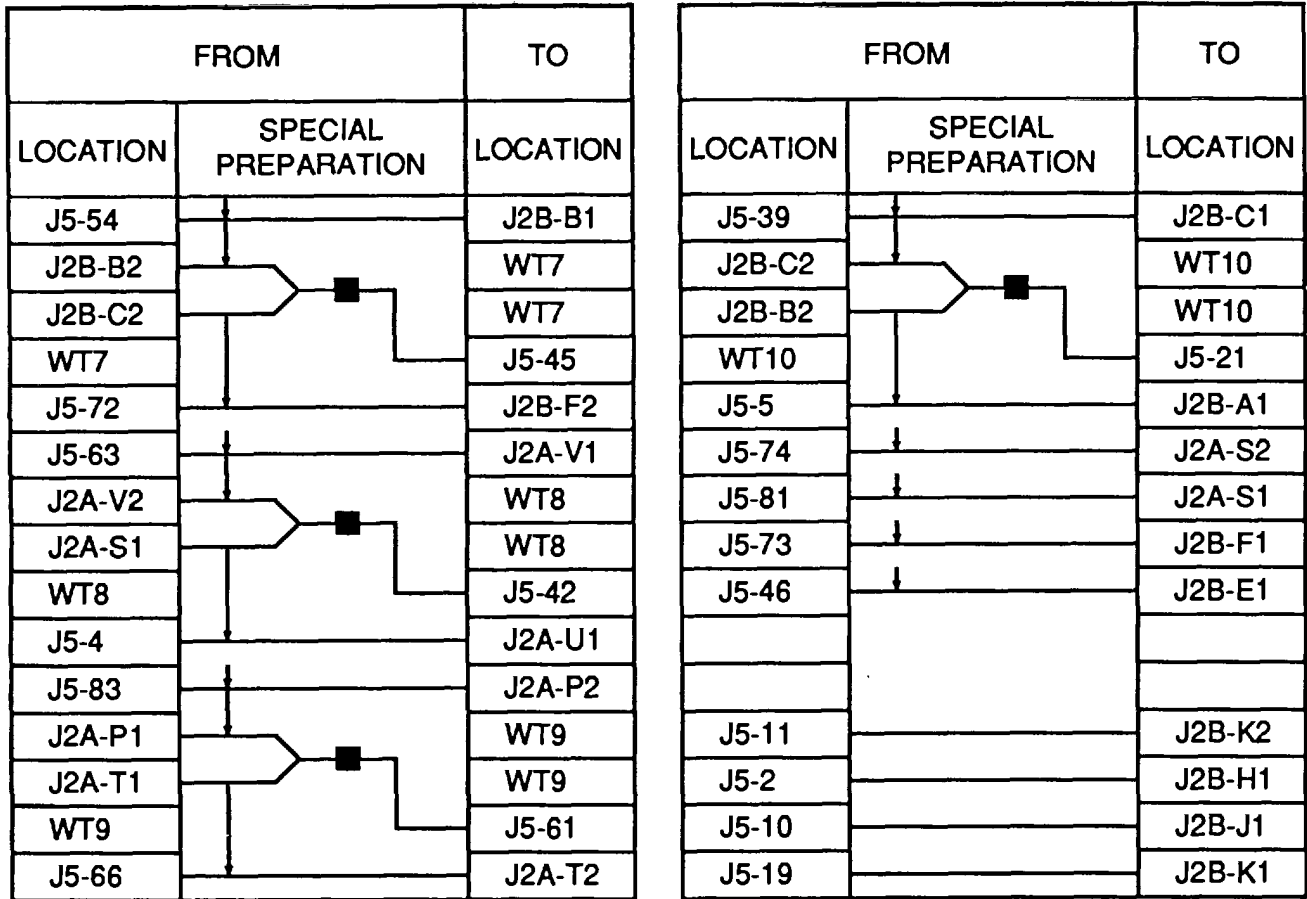 FROM TO
LOCATION SPECIAL PREPARATION LOCATION
J5-54 J2B-B1
J2B-B2 WT7
J2B-C2 WT7
WT7 J5-45
J5-72 J2B-F2
J5-63 J2A-V1
J2A-V2 WT8
J2A-S1 WT8
WT8 J5-42
J5-4 J2A-U1
J5-83 J2A-P2
J2A-P1 WT9
J2A-T1 WT9
WT9 J5-61
J5-66 J2A-T2
FROM TO
LOCATION SPECIAL PREPARATION LOCATION
J5-39 J2B-C1
J2B-C2 WT10
J2B-B2 WT10
WT10 J5-21
J5-5 J2B-A1
J5-74 J2A-S2
J5-81 J2A-S1
J5-73 J2B-F1
J5-46 J2B-E1
J5-11 J2B-K2
J5-2 J2B-H1
J5-10 J2B-J1
J5-19 J2B-K1